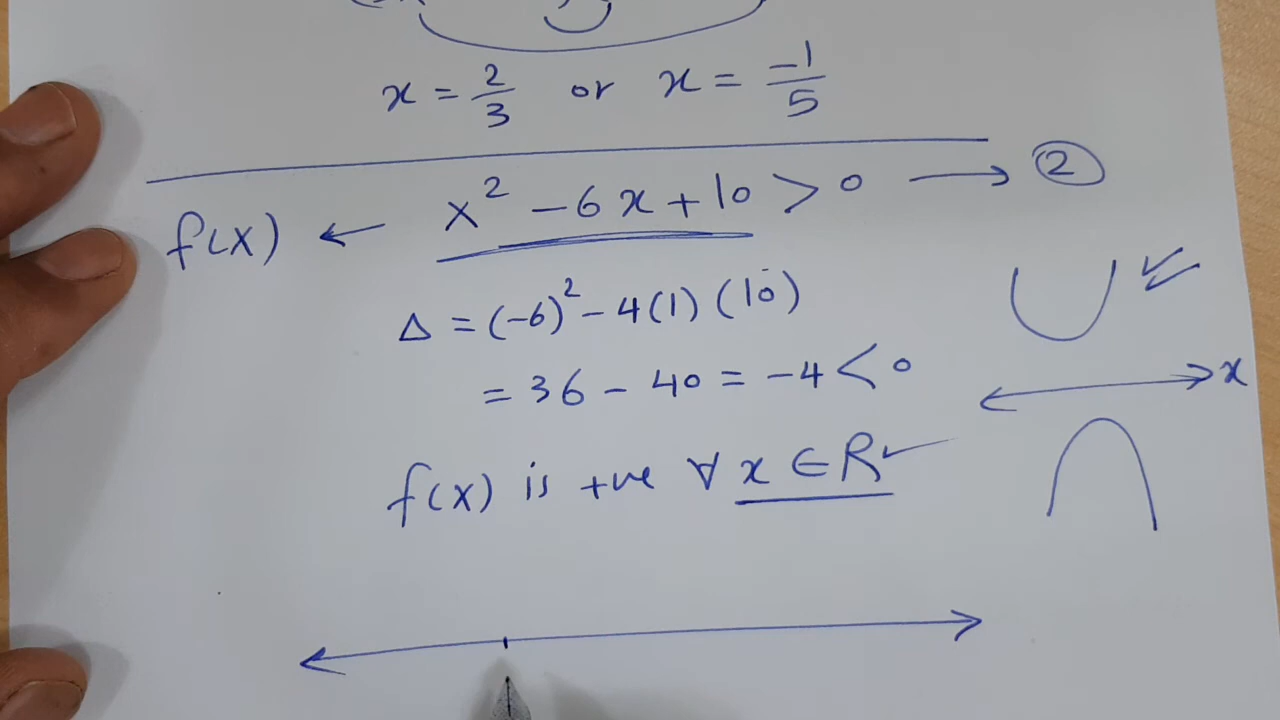 x = 2/3 or x = -1/5
f(x) ← x² - 6x + 10 > 0 → ②
Δ = (-6)² - 4(1)(10)
= 36 - 40 = -4 < 0
x
f(x) is +ve ∀ x ∈ R ✓